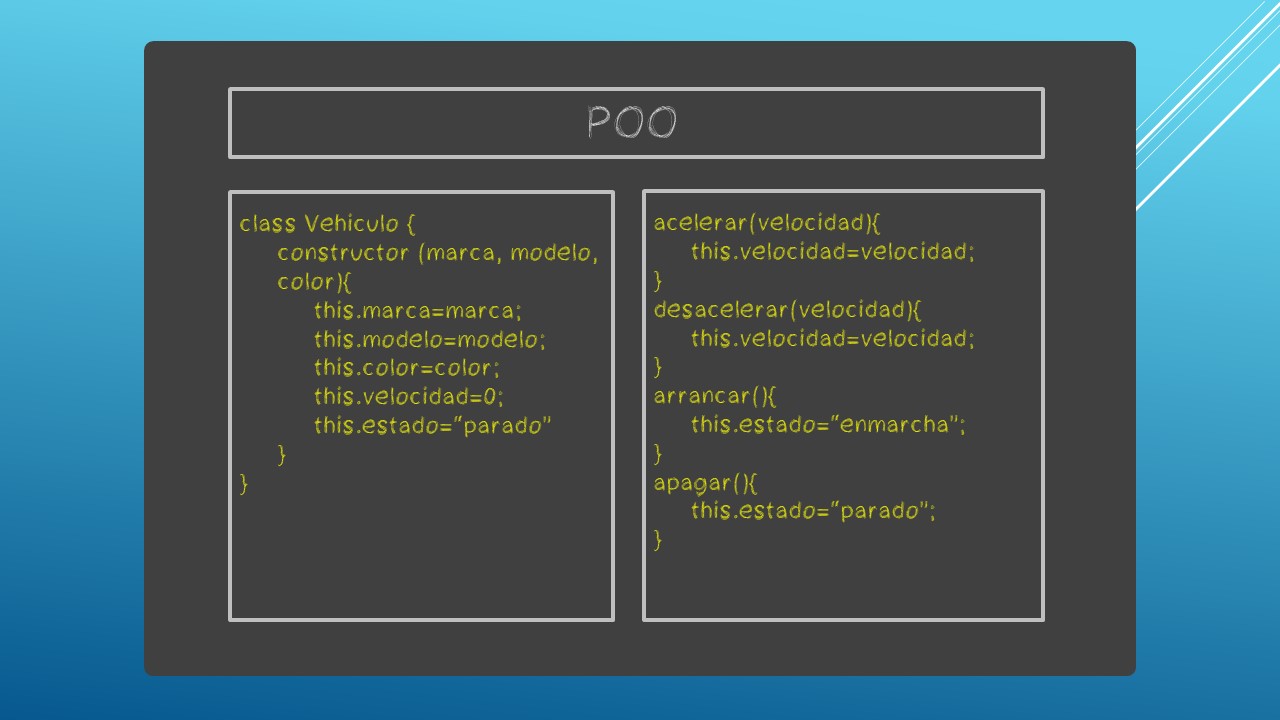 POO
class Vehiculo {
constructor (marca, modelo,
color){
this.marca=marca;
this.modelo=modelo;
this.color=color;
this.velocidad=0;
this.estado=“parado”
}
}
acelerar(velocidad){
this.velocidad=velocidad;
}
desacelerar(velocidad){
this.velocidad=velocidad;
}
arrancar(){
this.estado=“enmarcha”;
}
apagar(){
this.estado=“parado”;
}